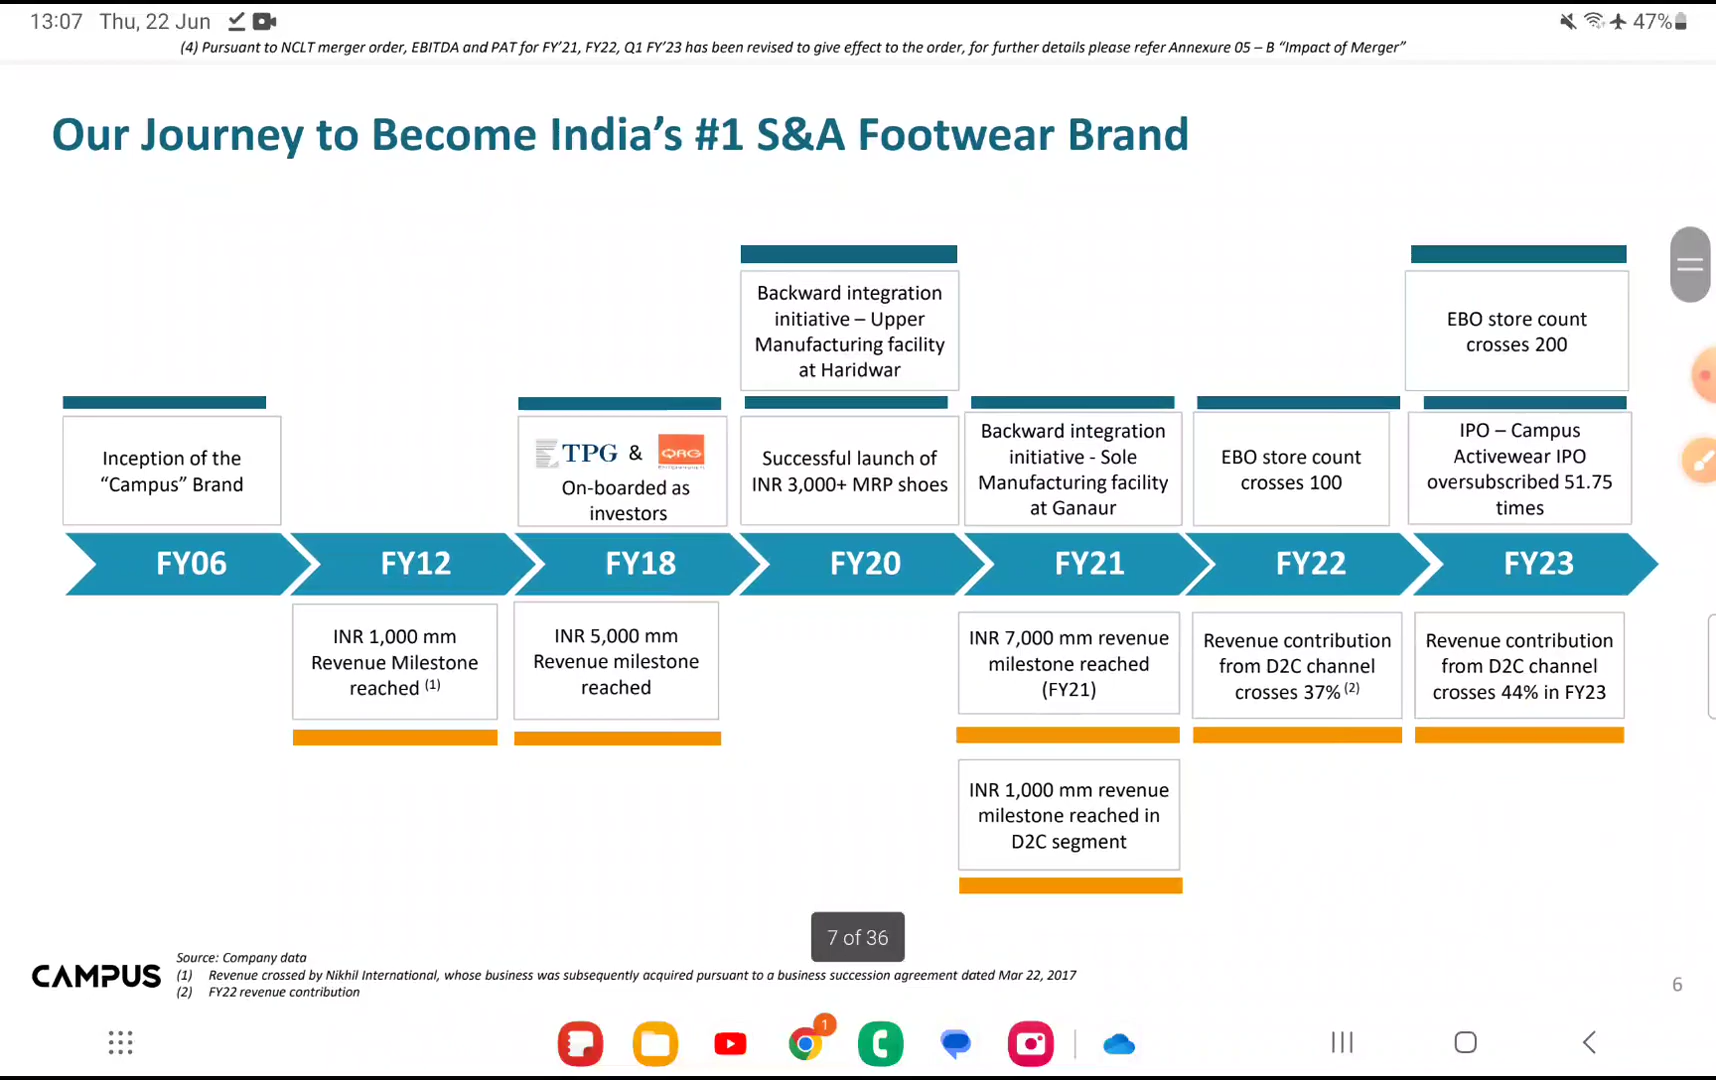 13:07 Thu, 22 Jun
47%
(4) Pursuant to NCLT merger order, EBITDA and PAT for FY'21, FY22, Q1 FY'23 has been revised to give effect to the order, for further details please refer Annexure 05 – B “Impact of Merger”
Our Journey to Become India’s #1 S&A Footwear Brand
Backward integration
initiative – Upper
Manufacturing facility
at Haridwar
EBO store count
crosses 200
Inception of the
“Campus” Brand
TPG & QRG
On-boarded as
investors
Successful launch of
INR 3,000+ MRP shoes
Backward integration
initiative - Sole
Manufacturing facility
at Ganaur
EBO store count
crosses 100
IPO – Campus
Activewear IPO
oversubscribed 51.75
times
FY06
FY12
FY18
FY20
FY21
FY22
FY23
INR 1,000 mm
Revenue Milestone
reached (1)
INR 5,000 mm
Revenue milestone
reached
INR 7,000 mm revenue
milestone reached
(FY21)
Revenue contribution
from D2C channel
crosses 37% (2)
Revenue contribution
from D2C channel
crosses 44% in FY23
INR 1,000 mm revenue
milestone reached in
D2C segment
7 of 36
CAMPUS
Source: Company data
(1) Revenue crossed by Nikhil International, whose business was subsequently acquired pursuant to a business succession agreement dated Mar 22, 2017
(2) FY22 revenue contribution
6
1